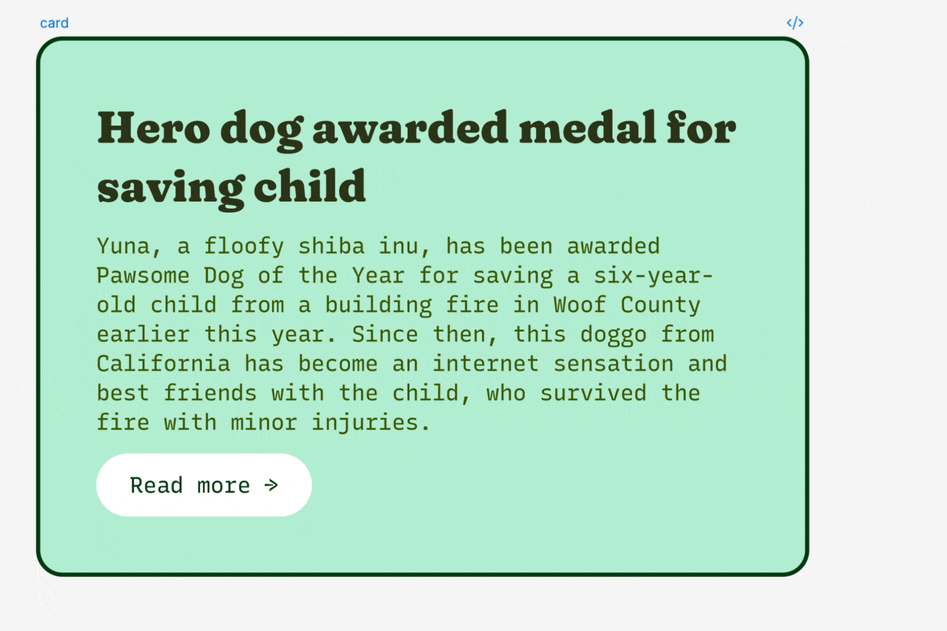 card </>
Hero dog awarded medal for
saving child
Yuna, a floofy shiba inu, has been awarded
Pawsome Dog of the Year for saving a six-year-
old child from a building fire in Woof County
earlier this year. Since then, this doggo from
California has become an internet sensation and
best friends with the child, who survived the
fire with minor injuries.
Read more →